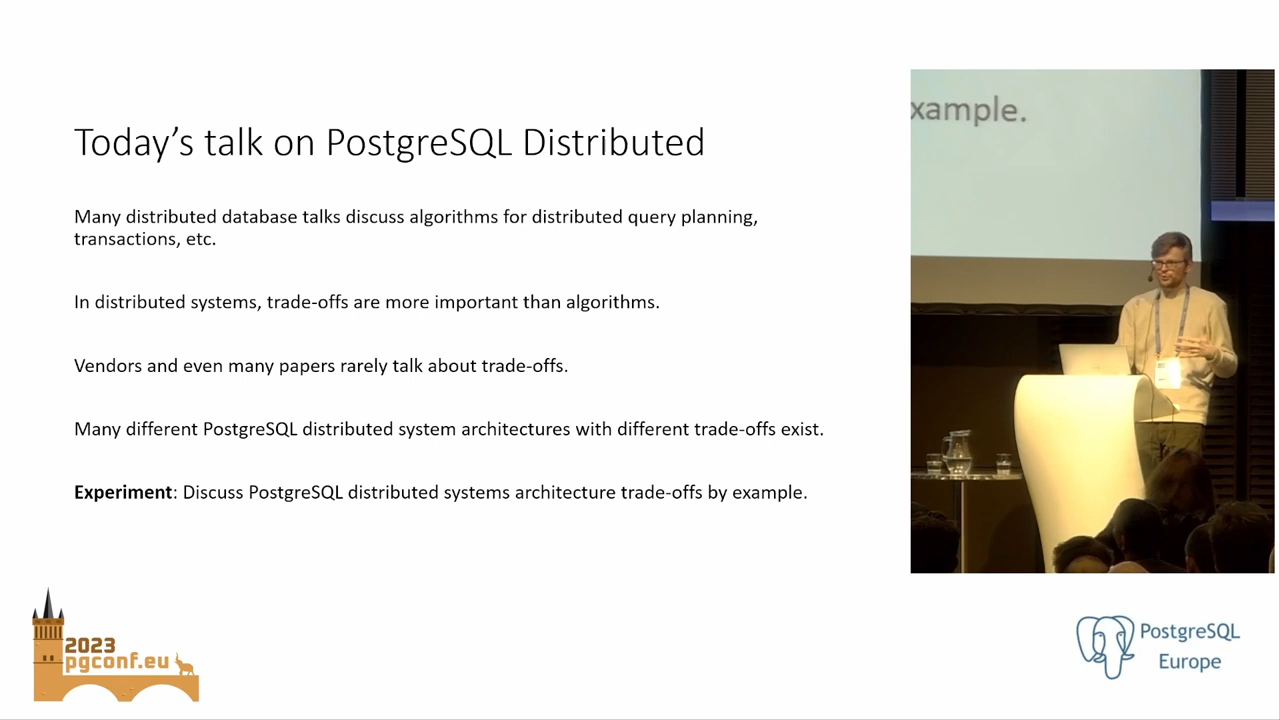 Today's talk on PostgreSQL Distributed
Many distributed database talks discuss algorithms for distributed query planning,
transactions, etc.
In distributed systems, trade-offs are more important than algorithms.
Vendors and even many papers rarely talk about trade-offs.
Many different PostgreSQL distributed system architectures with different trade-offs exist.
Experiment: Discuss PostgreSQL distributed systems architecture trade-offs by example.
xample.
2023
pgconf.eu
PostgreSQL
Europe